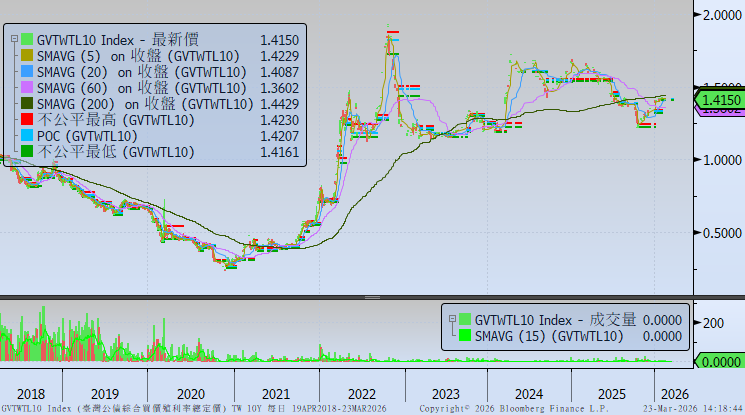 GVTWTL10 Index - 最新價 1.4150
SMAVG (5) on 收盤 (GVTWTL10) 1.4229
SMAVG (20) on 收盤 (GVTWTL10) 1.4087
SMAVG (60) on 收盤 (GVTWTL10) 1.3602
SMAVG (200) on 收盤 (GVTWTL10) 1.4429
不公平最高 (GVTWTL10) 1.4230
POC (GVTWTL10) 1.4207
不公平最低 (GVTWTL10) 1.4161
2.0000
1.4150
1.0000
0.5000
GVTWTL10 Index - 成交量 0.0000
SMAVG (15) (GVTWTL10) 0.0000
200
0.0000
2018 2019 2020 2021 2022 2023 2024 2025 2026
GVTWTL10 Index (臺灣公債綜合買價殖利率總定價) TW 10Y 每日 19APR2018-23MAR2026 Copyright© 2026 Bloomberg Finance L.P. 23-Mar-2026 14:18:44